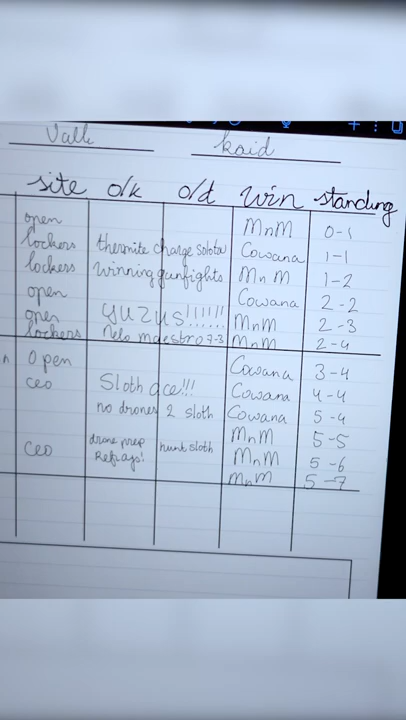 Valk kaid
site o/k o/d win standing
open MnM 0-1
lockers thermite charge Cowana 1-1
lockers winning gunfights MnM 1-2
open Cowana 2-2
open YUZUS!!!!!! MnM 2-3
lockers maestro 7-3 MnM 2-4
n open Cowana 3-4
ceo Sloth ace!!! Cowana 4-4
no drones 2 sloth Cowana 5-4
MnM 5-5
ceo drone prep Refrags! hunt sloth MnM 5-6
MnM 5-7